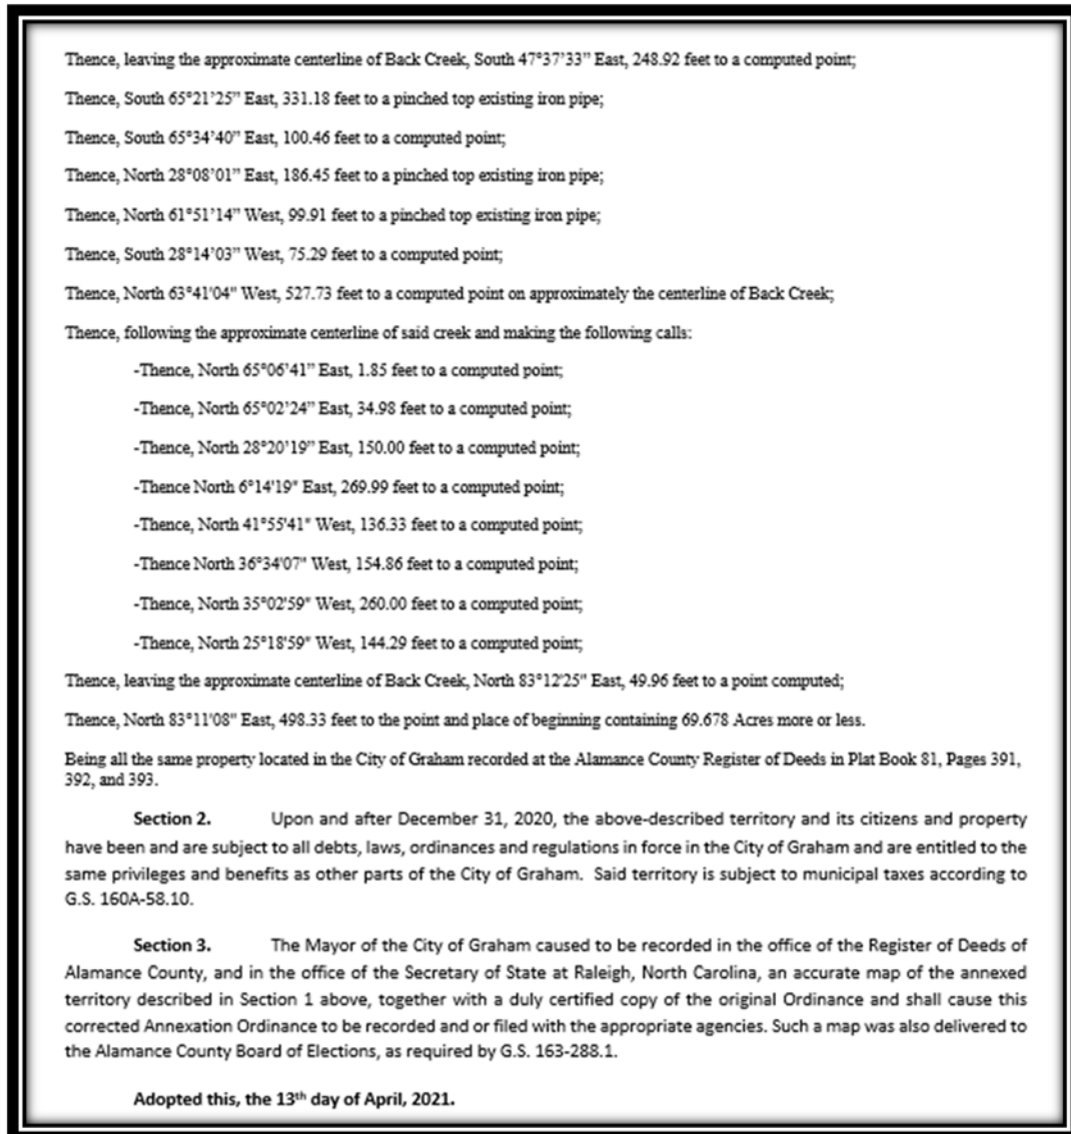 Thence, leaving the approximate centerline of Back Creek, South 47°37’33” East, 248.92 feet to a computed point;
Thence, South 65°21’25” East, 331.18 feet to a pinched top existing iron pipe;
Thence, South 65°34’40” East, 100.46 feet to a computed point;
Thence, North 28°08’01” East, 186.45 feet to a pinched top existing iron pipe;
Thence, North 61°51’14” West, 99.91 feet to a pinched top existing iron pipe;
Thence, South 28°14’03” West, 75.29 feet to a computed point;
Thence, North 63°41'04" West, 527.73 feet to a computed point on approximately the centerline of Back Creek;
Thence, following the approximate centerline of said creek and making the following calls:
-Thence, North 65°06’41” East, 1.85 feet to a computed point;
-Thence, North 65°02’24” East, 34.98 feet to a computed point;
-Thence, North 28°20’19” East, 150.00 feet to a computed point;
-Thence North 6°14'19" East, 269.99 feet to a computed point;
-Thence, North 41°55'41" West, 136.33 feet to a computed point;
-Thence North 36°34'07" West, 154.86 feet to a computed point;
-Thence, North 35°02'59" West, 260.00 feet to a computed point;
-Thence, North 25°18'59" West, 144.29 feet to a computed point;
Thence, leaving the approximate centerline of Back Creek, North 83°12'25" East, 49.96 feet to a point computed;
Thence, North 83°11'08" East, 498.33 feet to the point and place of beginning containing 69.678 Acres more or less.
Being all the same property located in the City of Graham recorded at the Alamance County Register of Deeds in Plat Book 81, Pages 391,
392, and 393.
Section 2. Upon and after December 31, 2020, the above-described territory and its citizens and property
have been and are subject to all debts, laws, ordinances and regulations in force in the City of Graham and are entitled to the
same privileges and benefits as other parts of the City of Graham. Said territory is subject to municipal taxes according to
G.S. 160A-58.10.
Section 3. The Mayor of the City of Graham caused to be recorded in the office of the Register of Deeds of
Alamance County, and in the office of the Secretary of State at Raleigh, North Carolina, an accurate map of the annexed
territory described in Section 1 above, together with a duly certified copy of the original Ordinance and shall cause this
corrected Annexation Ordinance to be recorded and or filed with the appropriate agencies. Such a map was also delivered to
the Alamance County Board of Elections, as required by G.S. 163-288.1.
Adopted this, the 13th day of April, 2021.